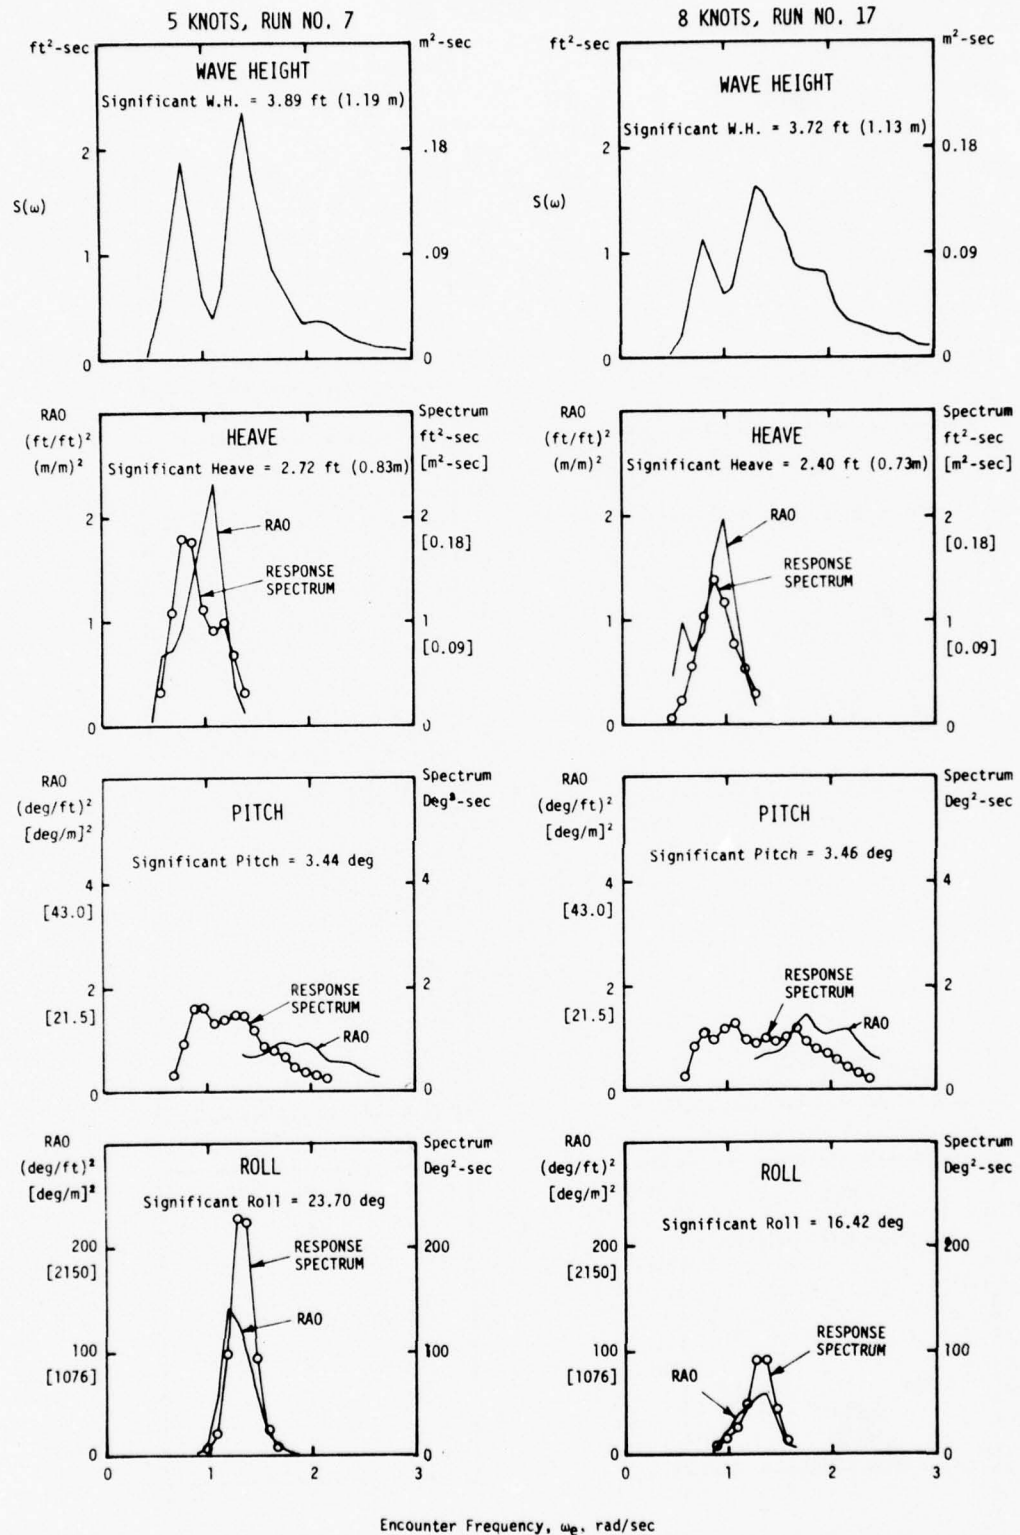 5 KNOTS, RUN NO. 7
ft²-sec
m²-sec
WAVE HEIGHT
Significant W.H. = 3.89 ft (1.19 m)
2
.18
S(ω)
1
.09
0
0
RAO
(ft/ft)²
(m/m)²
Spectrum
ft²-sec
[m²-sec]
HEAVE
Significant Heave = 2.72 ft (0.83m)
2
2
[0.18]
RAO
RESPONSE
SPECTRUM
1
1
[0.09]
0
0
RAO
(deg/ft)²
[deg/m]²
Spectrum
Deg²-sec
PITCH
Significant Pitch = 3.44 deg
4
4
[43.0]
2
2
[21.5]
RESPONSE
SPECTRUM
RAO
0
0
RAO
(deg/ft)²
[deg/m]²
Spectrum
Deg²-sec
ROLL
Significant Roll = 23.70 deg
200
200
[2150]
RESPONSE
SPECTRUM
RAO
100
100
[1076]
0
0
0
1
2
3
8 KNOTS, RUN NO. 17
ft²-sec
m²-sec
WAVE HEIGHT
Significant W.H. = 3.72 ft (1.13 m)
2
0.18
S(ω)
1
0.09
0
0
RAO
(ft/ft)²
(m/m)²
Spectrum
ft²-sec
[m²-sec]
HEAVE
Significant Heave = 2.40 ft (0.73m)
2
2
[0.18]
RAO
RESPONSE
SPECTRUM
1
1
[0.09]
0
0
RAO
(deg/ft)²
[deg/m]²
Spectrum
Deg²-sec
PITCH
Significant Pitch = 3.46 deg
4
4
[43.0]
2
2
[21.5]
RESPONSE
SPECTRUM
RAO
0
0
RAO
(deg/ft)²
[deg/m]²
Spectrum
Deg²-sec
ROLL
Significant Roll = 16.42 deg
200
200
[2150]
100
100
[1076]
RESPONSE
SPECTRUM
RAO
0
0
0
1
2
3
Encounter Frequency, ωe, rad/sec